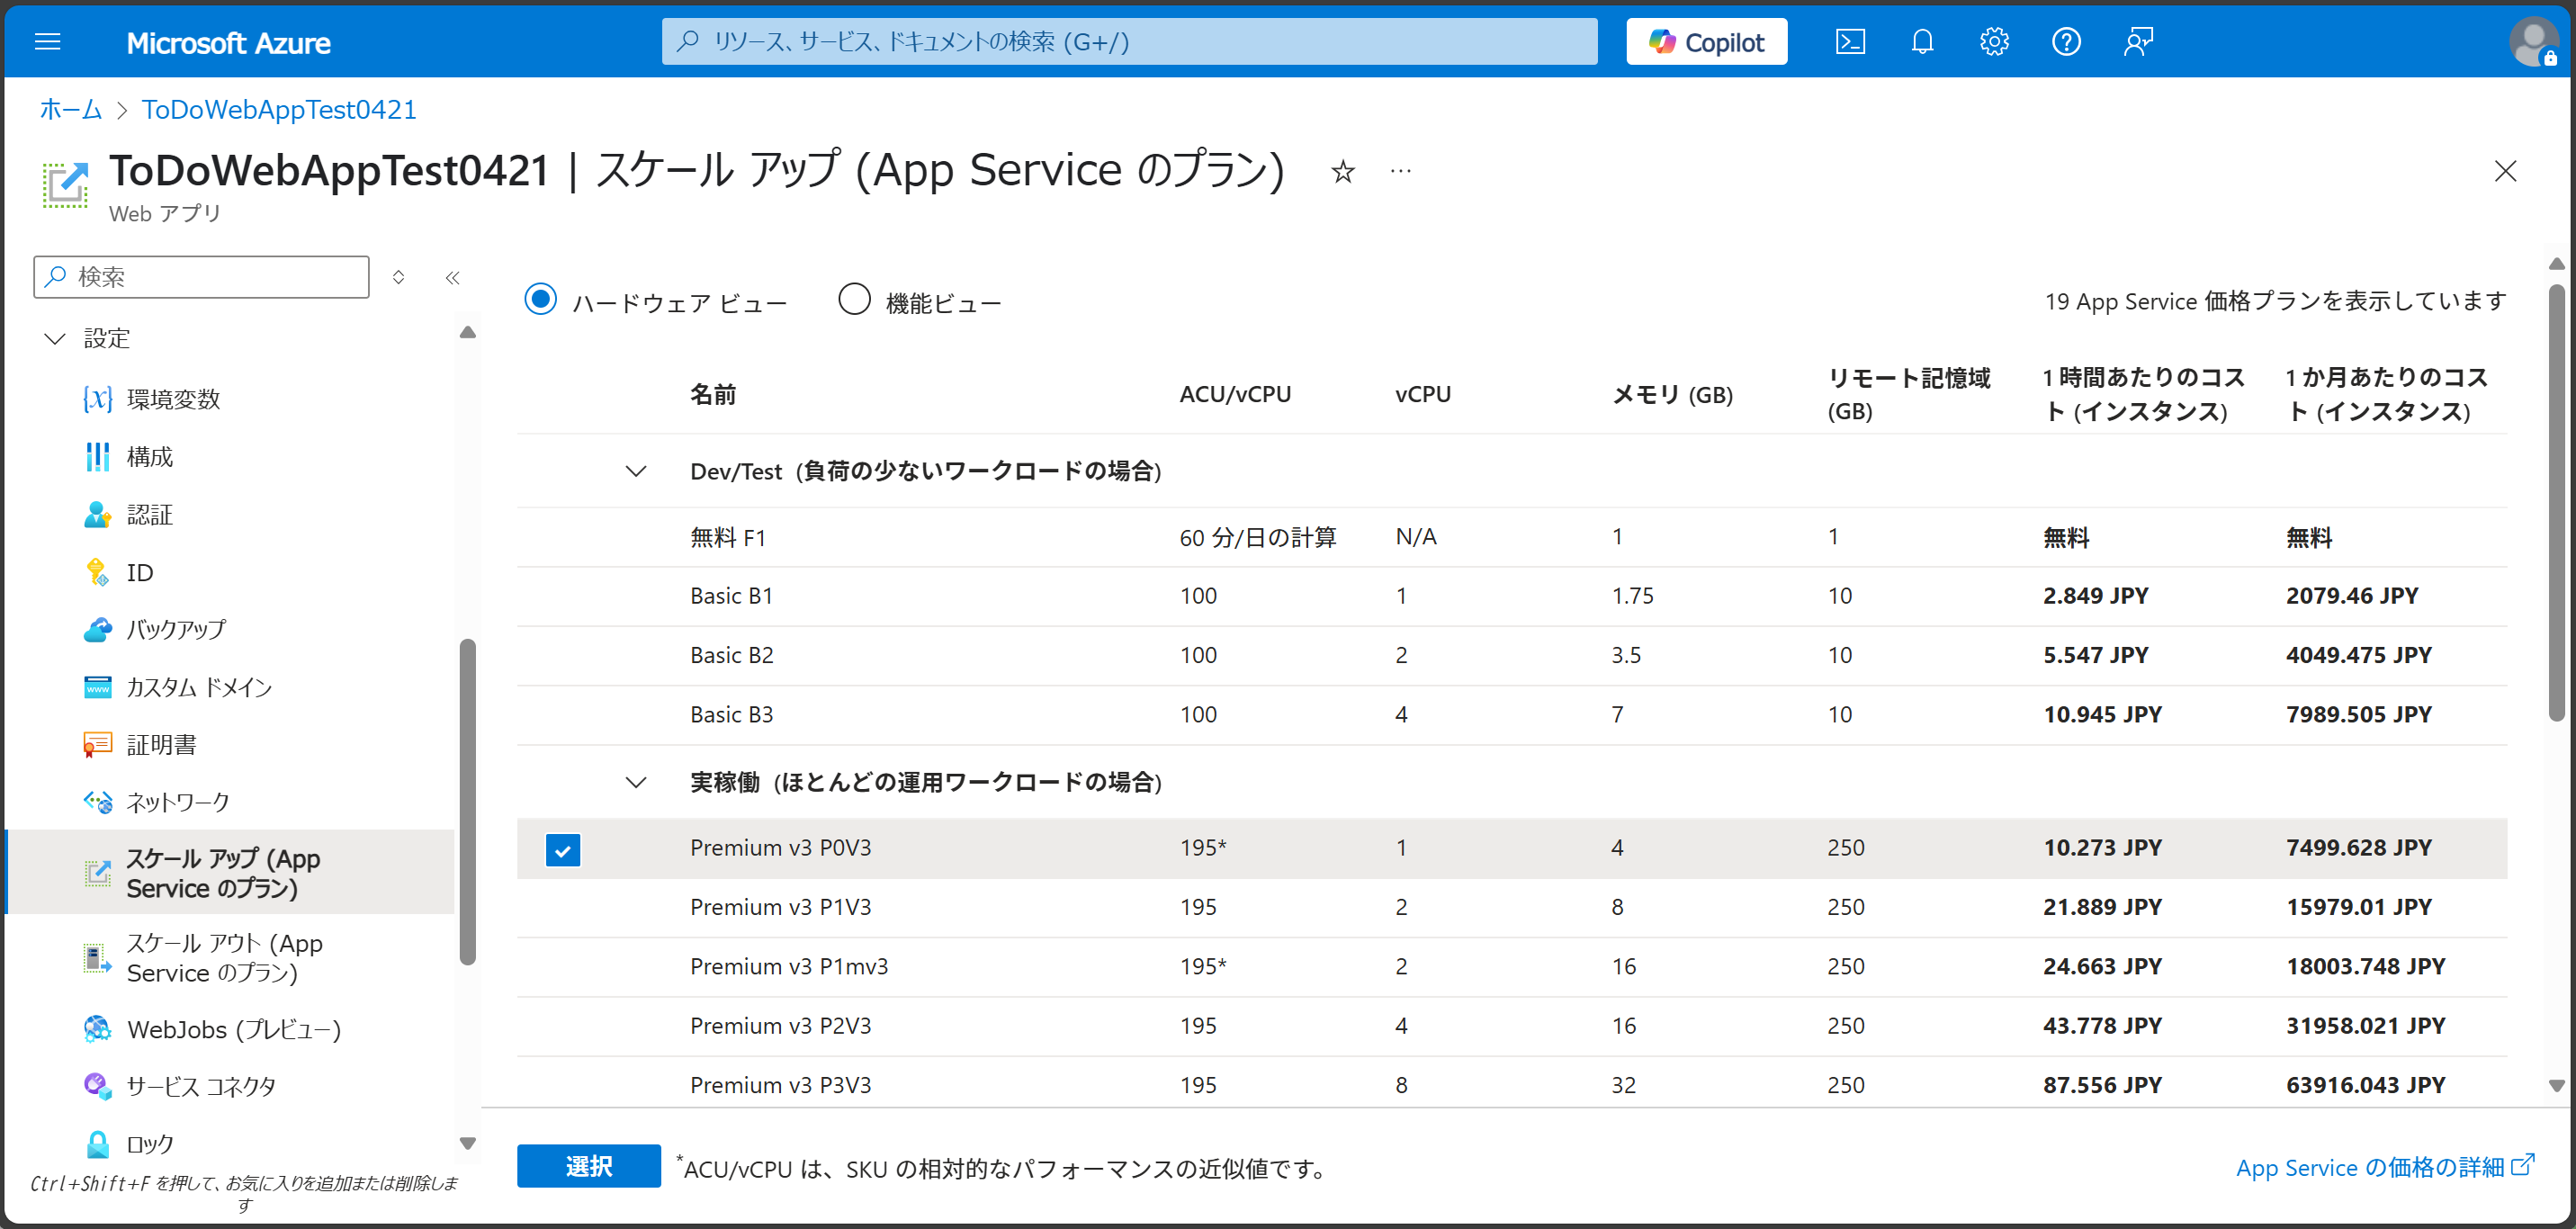 Microsoft Azure
リソース、サービス、ドキュメントの検索 (G+/)
Copilot
ホーム > ToDoWebAppTest0421
ToDoWebAppTest0421 | スケール アップ (App Service のプラン)
Web アプリ
検索
設定
環境変数
構成
認証
ID
バックアップ
カスタム ドメイン
証明書
ネットワーク
スケール アップ (App
Service のプラン)
スケール アウト (App
Service のプラン)
WebJobs (プレビュー)
サービス コネクタ
ロック
Ctrl+Shift+F を押して、お気に入りを追加または削除しま
す
ハードウェア ビュー 機能ビュー
19 App Service 価格プランを表示しています
名前 ACU/vCPU vCPU メモリ (GB) リモート記憶域 (GB) 1 時間あたりのコスト (インスタンス) 1 か月あたりのコスト (インスタンス)
Dev/Test (負荷の少ないワークロードの場合)
無料 F1 60 分/日の計算 N/A 1 1 無料 無料
Basic B1 100 1 1.75 10 2.849 JPY 2079.46 JPY
Basic B2 100 2 3.5 10 5.547 JPY 4049.475 JPY
Basic B3 100 4 7 10 10.945 JPY 7989.505 JPY
実稼働 (ほとんどの運用ワークロードの場合)
Premium v3 P0V3 195* 1 4 250 10.273 JPY 7499.628 JPY
Premium v3 P1V3 195 2 8 250 21.889 JPY 15979.01 JPY
Premium v3 P1mv3 195* 2 16 250 24.663 JPY 18003.748 JPY
Premium v3 P2V3 195 4 16 250 43.778 JPY 31958.021 JPY
Premium v3 P3V3 195 8 32 250 87.556 JPY 63916.043 JPY
選択
*ACU/vCPU は、SKU の相対的なパフォーマンスの近似値です。
App Service の価格の詳細